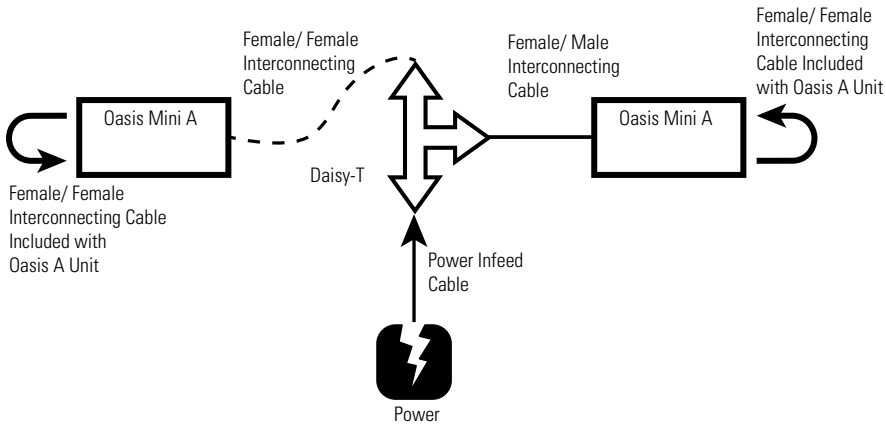 Female/ Female
Interconnecting
Cable
Female/ Male
Interconnecting
Cable
Female/ Female
Interconnecting
Cable Included
with Oasis A Unit
Oasis Mini A
Oasis Mini A
Daisy-T
Female/ Female
Interconnecting Cable
Included with
Oasis A Unit
Power Infeed
Cable
Power